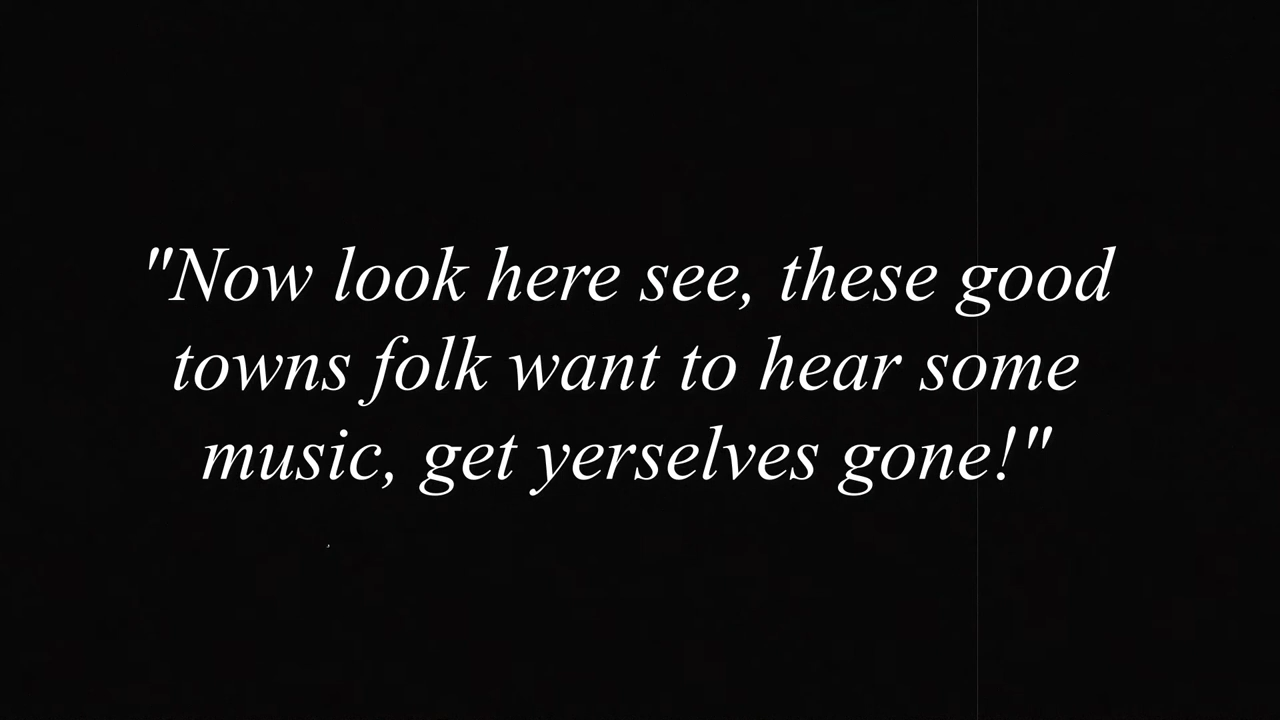 "Now look here see, these good
towns folk want to hear some
music, get yerselves gone!"